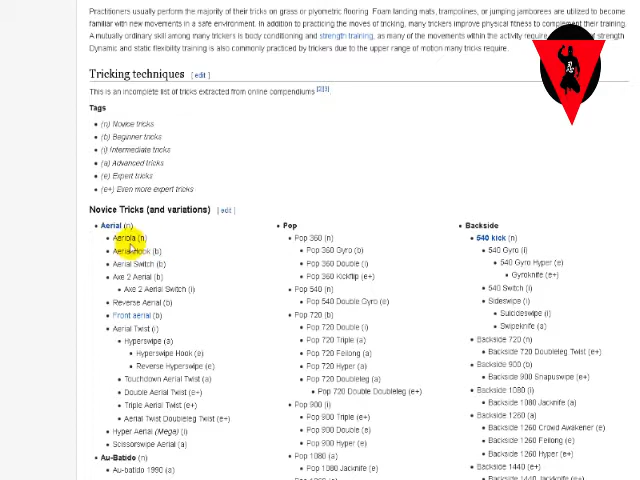 Practitioners usually perform the majority of their tricks on grass or plyometric flooring. Foam landing mats, trampolines, or jumping jamborees are utilized to become
familiar with new movements in a safe environment. In addition to practicing the moves of tricking, many trickers improve physical fitness to complement their training.
A mutually ordinary skill among many trickers is body conditioning and strength training, as many of the movements within the activity require of strength
Dynamic and static flexibility training is also commonly practiced by trickers due to the upper range of motion many tricks require.
Tricking techniques [edit]
This is an incomplete list of tricks extracted from online compendiums [2][3]
Tags
(n) Novice tricks
(b) Beginner tricks
(i) Intermediate tricks
(a) Advanced tricks
(e) Expert tricks
(e+) Even more expert tricks
Novice Tricks (and variations) [edit]
Aerial (n)
Aeriola (n)
Aerial Hook (b)
Aerial Switch (b)
Axe 2 Aerial (b)
Axe 2 Aerial Switch (i)
Reverse Aerial (b)
Front aerial (b)
Aerial Twist (i)
Hyperswipe (a)
Hyperswipe Hook (e)
Reverse Hyperswipe (e)
Touchdown Aerial Twist (a)
Double Aerial Twist (e+)
Triple Aerial Twist (e+)
Aerial Twist Doubleleg Twist (e+)
Hyper Aerial (Mega) (i)
Scissorswipe Aerial (a)
Au-Batido (n)
Au-batido 1990 (a)
Pop
Pop 360 (n)
Pop 360 Gyro (b)
Pop 360 Double (i)
Pop 360 Kickflip (e+)
Pop 540 (n)
Pop 540 Double Gyro (e)
Pop 720 (b)
Pop 720 Double (i)
Pop 720 Triple (a)
Pop 720 Feilong (a)
Pop 720 Hyper (a)
Pop 720 Doubleleg (a)
Pop 720 Doubleleg Doubleleg (e+)
Pop 900 (i)
Pop 900 Triple (e+)
Pop 900 Double (e)
Pop 900 Hyper (e)
Pop 1080 (a)
Pop 1080 Jacknife (e)
Backside
540 kick (n)
540 Gyro (i)
540 Gyro Hyper (e)
Gyroknife (e+)
540 Switch (i)
Sideswipe (i)
Suicideswipe (i)
Swipeknife (a)
Backside 720 (n)
Backside 720 Doubleleg Twist (e+)
Backside 900 (b)
Backside 900 Snapuswipe (e+)
Backside 1080 (i)
Backside 1080 Jacknife (a)
Backside 1260 (a)
Backside 1260 Crowd Awakener (e)
Backside 1260 Feilong (e)
Backside 1260 Hyper (e+)
Backside 1440 (e+)